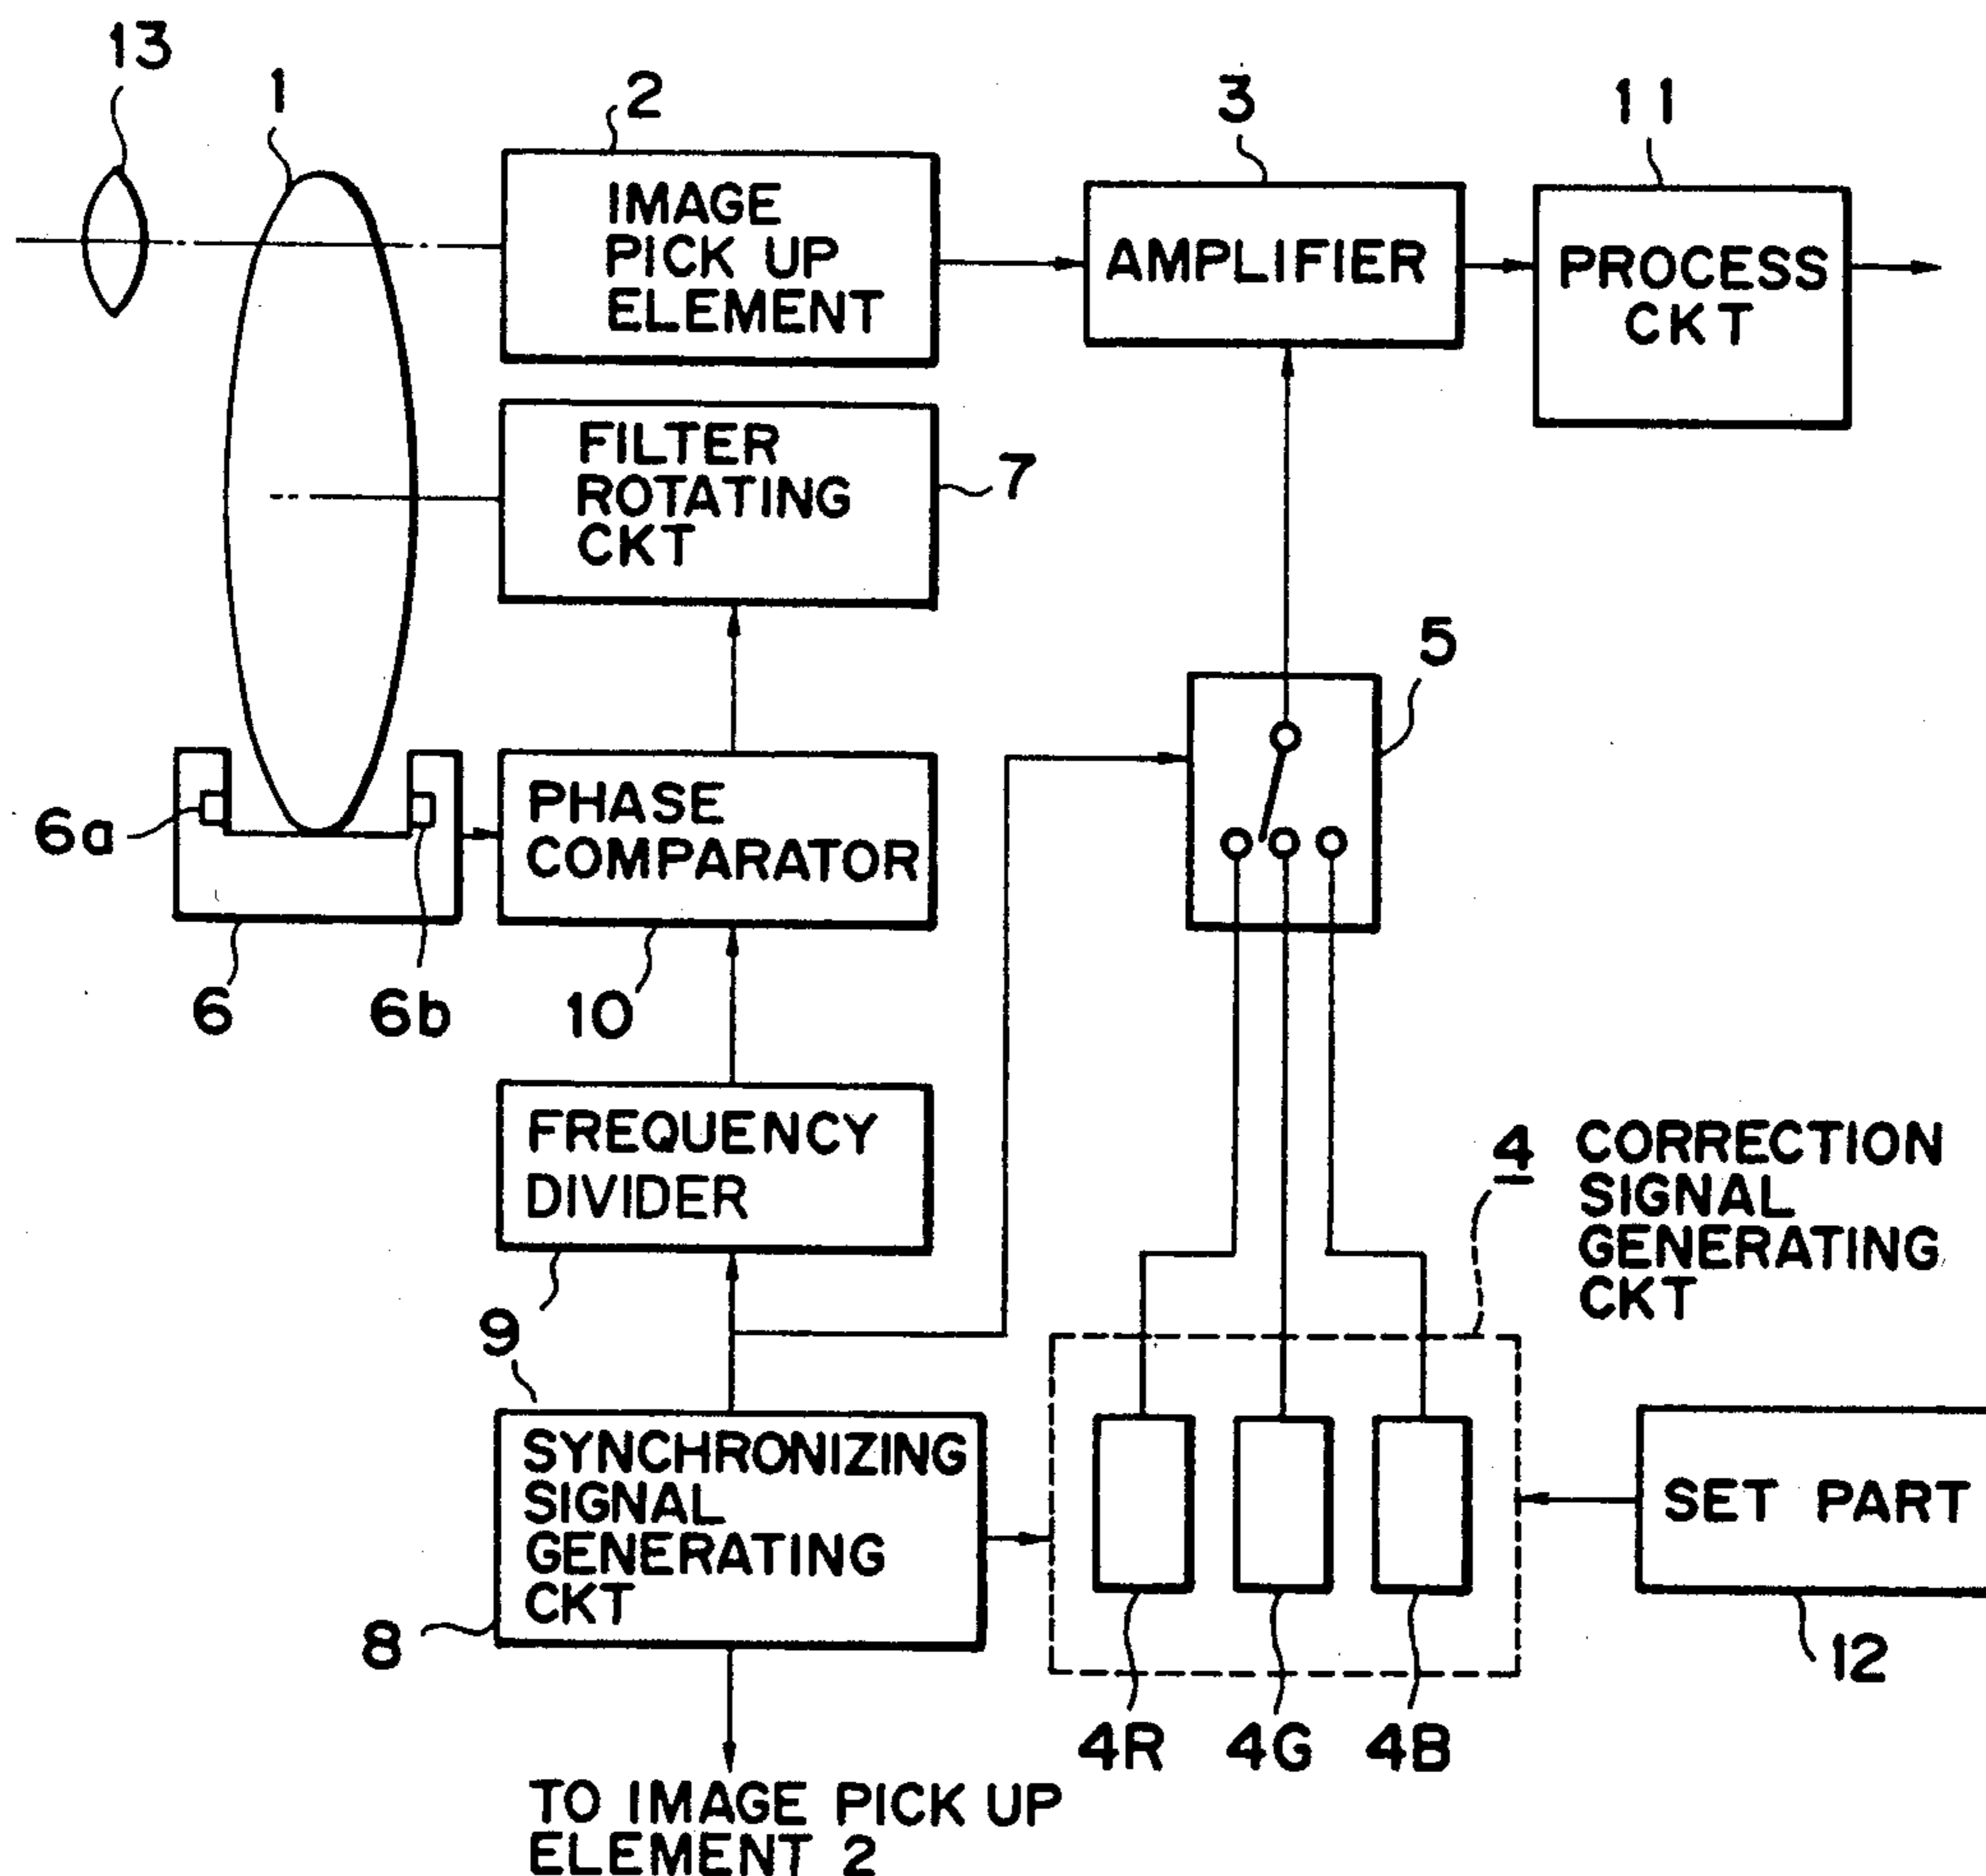 13
1
2
3
11
IMAGE
PICK UP
ELEMENT
AMPLIFIER
PROCESS
CKT
FILTER
ROTATING
CKT
7
5
6a
PHASE
COMPARATOR
6
6b
10
FREQUENCY
DIVIDER
9
4
CORRECTION
SIGNAL
GENERATING
CKT
SYNCHRONIZING
SIGNAL
GENERATING
CKT
8
SET PART
12
4R
4G
4B
TO IMAGE PICK UP
ELEMENT 2